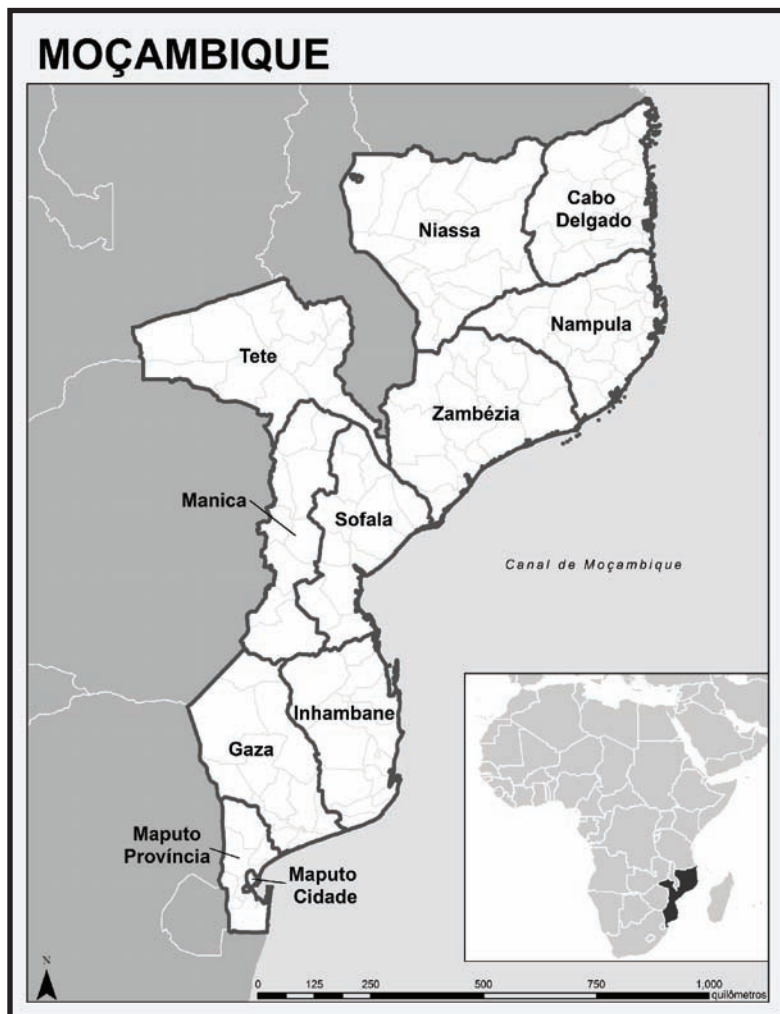 MOÇAMBIQUE
Cabo
Delgado
Niassa
Nampula
Tete
Zambézia
Manica
Sofala
Canal de Moçambique
Inhambane
Gaza
Maputo
Província
Maputo
Cidade
N
0 125 250 500 750 1,000
quilômetros